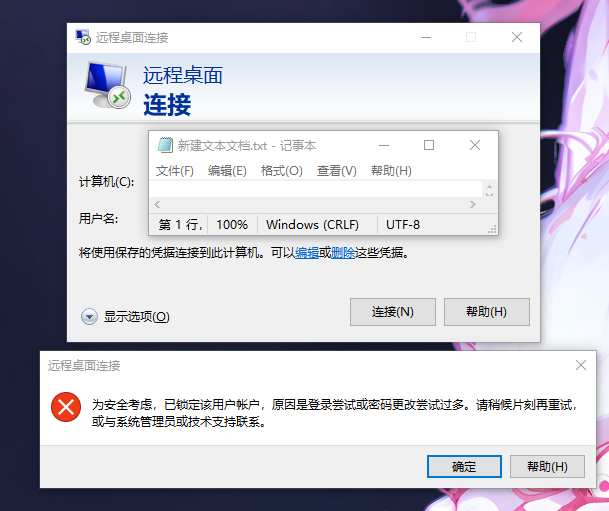 远程桌面连接
远程桌面
连接
新建文本文档.txt - 记事本
文件(F) 编辑(E) 格式(O) 查看(V) 帮助(H)
计算机(C):
第 1 行, 100% Windows (CRLF) UTF-8
用户名:
将使用保存的凭据连接到此计算机。可以编辑或删除这些凭据。
显示选项(O) 连接(N) 帮助(H)
远程桌面连接
为安全考虑，已锁定该用户帐户，原因是登录尝试或密码更改尝试过多。请稍候片刻再重试，
或与系统管理员或技术支持联系。
确定 帮助(H)